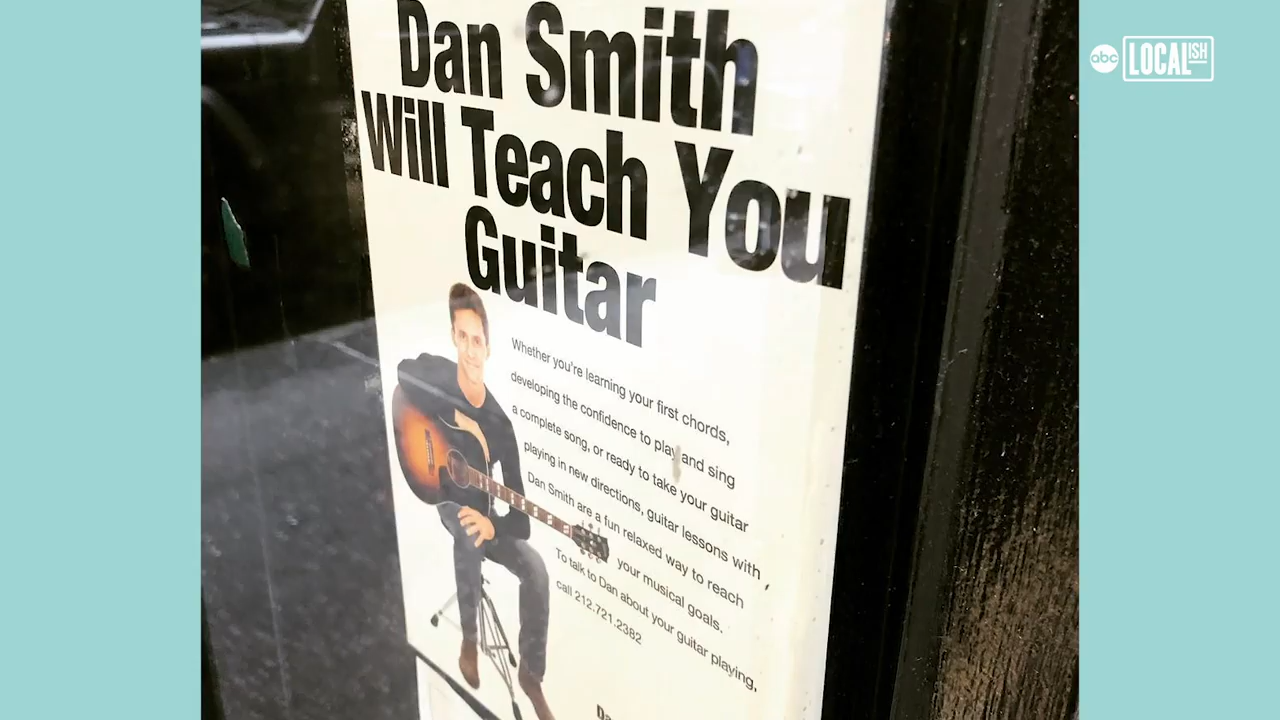 Dan Smith
Will Teach You
Guitar
Whether you're learning your first chords,
developing the confidence to play and sing
a complete song, or ready to take your guitar
playing in new directions, guitar lessons with
Dan Smith are a fun relaxed way to reach
your musical goals.
To talk to Dan about your guitar playing,
call 212.721.2382
abc LOCALISH